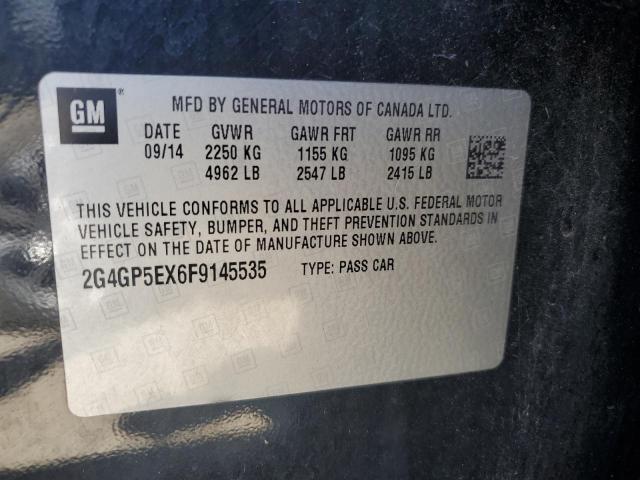 GM ®
MFD BY GENERAL MOTORS OF CANADA LTD.
DATE GVWR GAWR FRT GAWR RR
09/14 2250 KG 1155 KG 1095 KG
4962 LB 2547 LB 2415 LB
THIS VEHICLE CONFORMS TO ALL APPLICABLE U.S. FEDERAL MOTOR
VEHICLE SAFETY, BUMPER, AND THEFT PREVENTION STANDARDS IN
EFFECT ON THE DATE OF MANUFACTURE SHOWN ABOVE.
2G4GP5EX6F9145535 TYPE: PASS CAR